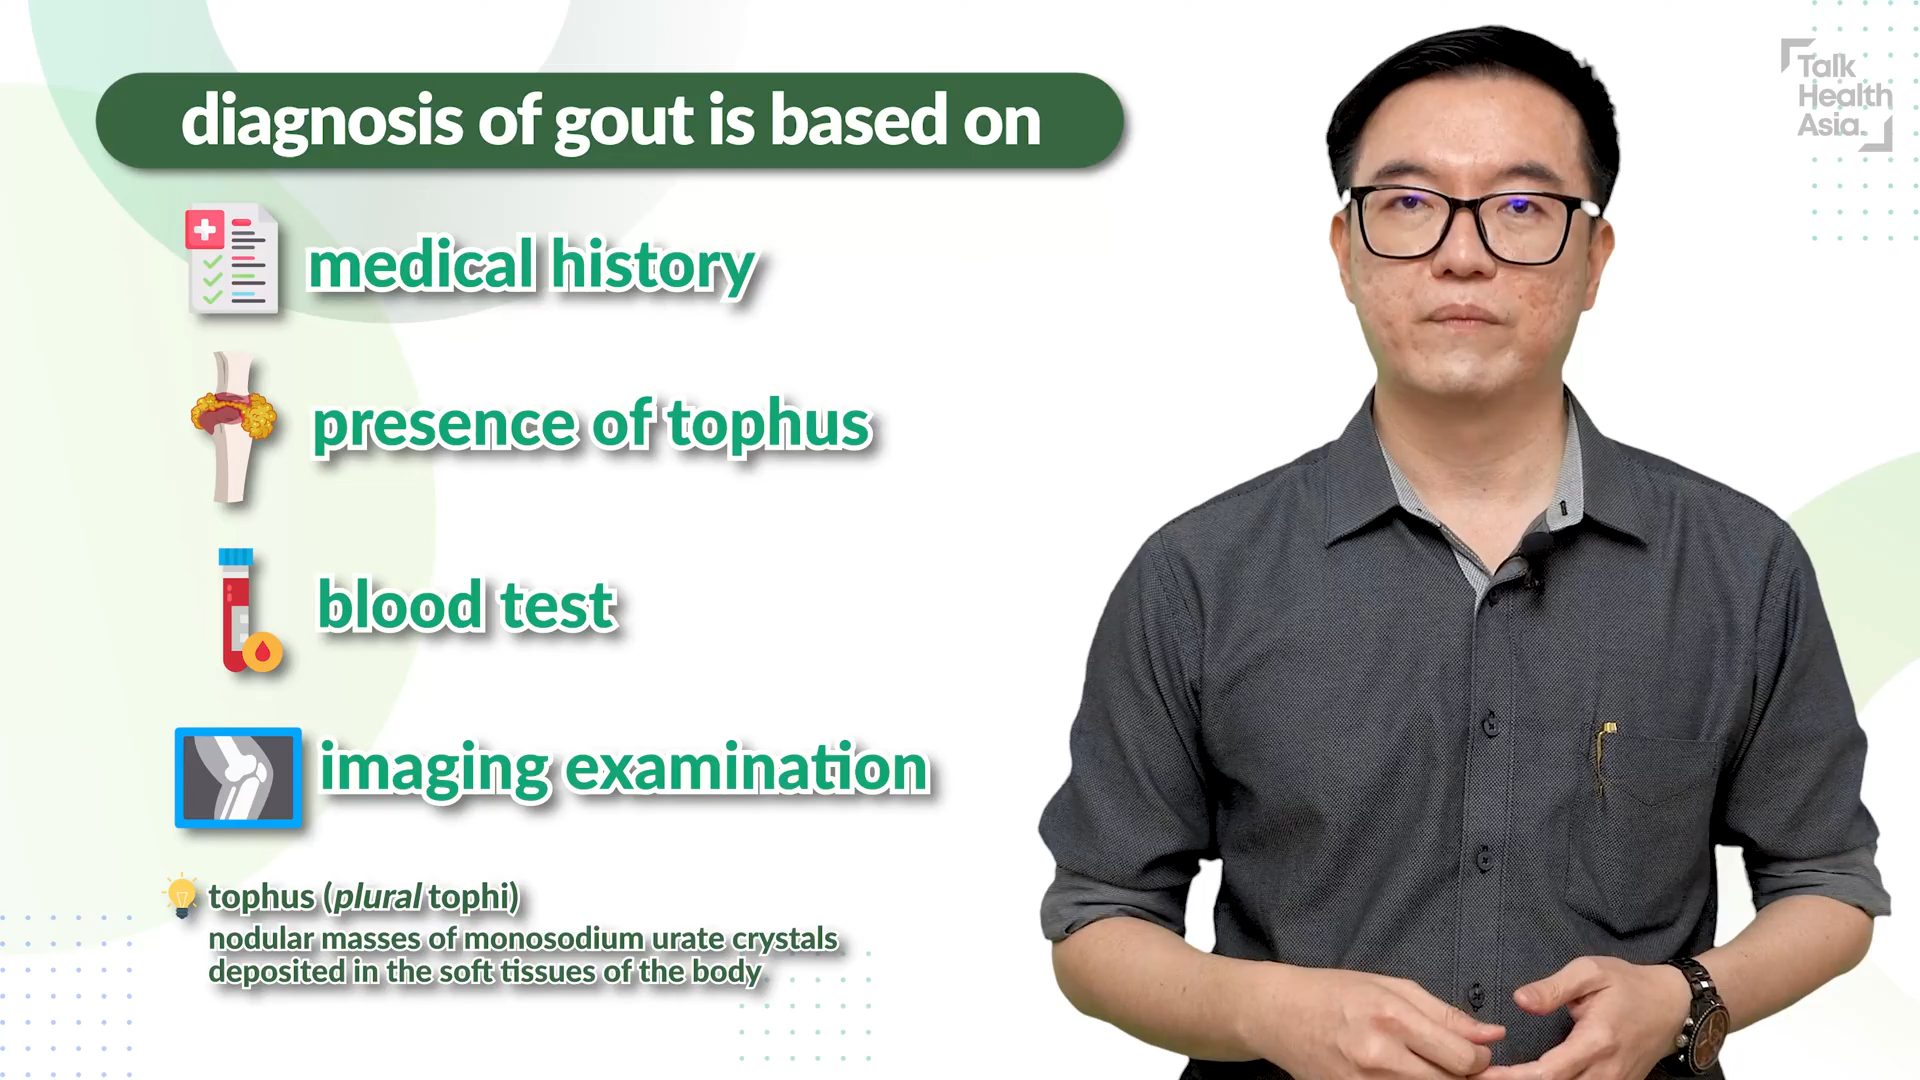 diagnosis of gout is based on
Talk
Health
Asia.
medical history
presence of tophus
blood test
imaging examination
tophus (plural tophi)
nodular masses of monosodium urate crystals
deposited in the soft tissues of the body